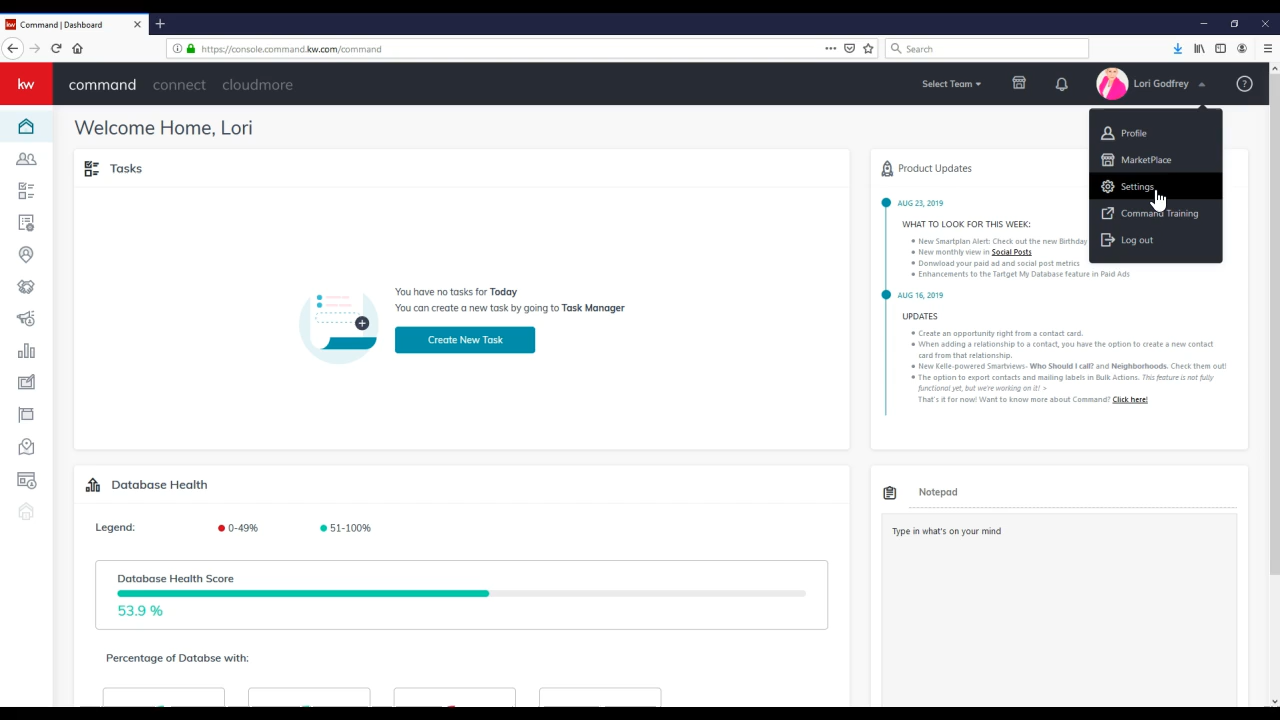 Command | Dashboard
https://console.command.kw.com/command
Search
kw
command connect cloudmore
Select Team
Lori Godfrey
Profile
MarketPlace
Settings
Command Training
Log out
Welcome Home, Lori
Tasks
You have no tasks for Today
You can create a new task by going to Task Manager
Create New Task
Product Updates
AUG 23, 2019
WHAT TO LOOK FOR THIS WEEK:
New Smartplan Alert: Check out the new Birthday
New monthly view in Social Posts
Donwload your paid ad and social post metrics
Enhancements to the Tartget My Database feature in Paid Ads
AUG 16, 2019
UPDATES
Create an opportunity right from a contact card.
When adding a relationship to a contact, you have the option to create a new contact
card from that relationship.
New Kelle-powered Smartviews- Who Should I call? and Neighborhoods. Check them out!
The option to export contacts and mailing labels in Bulk Actions. This feature is not fully
functional yet, but we're working on it! >
That's it for now! Want to know more about Command? Click here!
Database Health
Legend:
0-49%
51-100%
Database Health Score
53.9 %
Percentage of Databse with:
Notepad
Type in what's on your mind